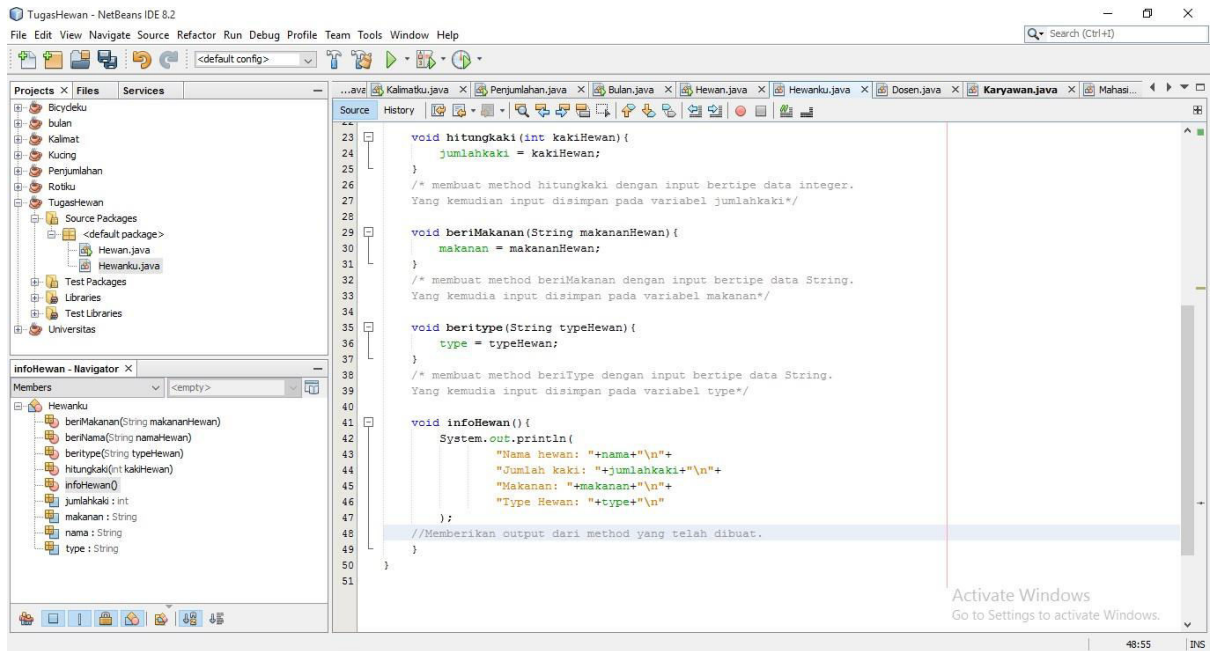 TugasHewan - NetBeans IDE 8.2
File Edit View Navigate Source Refactor Run Debug Profile Team Tools Window Help
Search (Ctrl+I)
<default config>
Projects Files Services
Bicycleku
bulan
Kalimat
Kucing
Penjumlahan
Rotiku
TugasHewan
Source Packages
<default package>
Hewan.java
Hewanku.java
Test Packages
Libraries
Test Libraries
Universitas
infoHewan - Navigator
Members <empty>
Hewanku
beriMakanan(String makananHewan)
beriNama(String namaHewan)
beritype(String typeHewan)
hitungkaki(int kakiHewan)
infoHewan()
jumlahkaki : int
makanan : String
nama : String
type : String
...ava Kalimatku.java Penjumlahan.java Bulan.java Hewan.java Hewanku.java Dosen.java Karyawan.java Mahasi...
Source History
23 void hitungkaki(int kakiHewan){
24 jumlahkaki = kakiHewan;
25 }
26 /* membuat method hitungkaki dengan input bertipe data integer.
27 Yang kemudian input disimpan pada variabel jumlahkaki*/
28
29 void beriMakanan(String makananHewan){
30 makanan = makananHewan;
31 }
32 /* membuat method beriMakanan dengan input bertipe data String.
33 Yang kemudia input disimpan pada variabel makanan*/
34
35 void beritype(String typeHewan){
36 type = typeHewan;
37 }
38 /* membuat method beriType dengan input bertipe data String.
39 Yang kemudia input disimpan pada variabel type*/
40
41 void infoHewan(){
42 System.out.println(
43 "Nama hewan: "+nama+"\n"+
44 "Jumlah kaki: "+jumlahkaki+"\n"+
45 "Makanan: "+makanan+"\n"+
46 "Type Hewan: "+type+"\n"
47 );
48 //Memberikan output dari method yang telah dibuat.
49 }
50 }
51
Activate Windows
Go to Settings to activate Windows.
48:55 INS